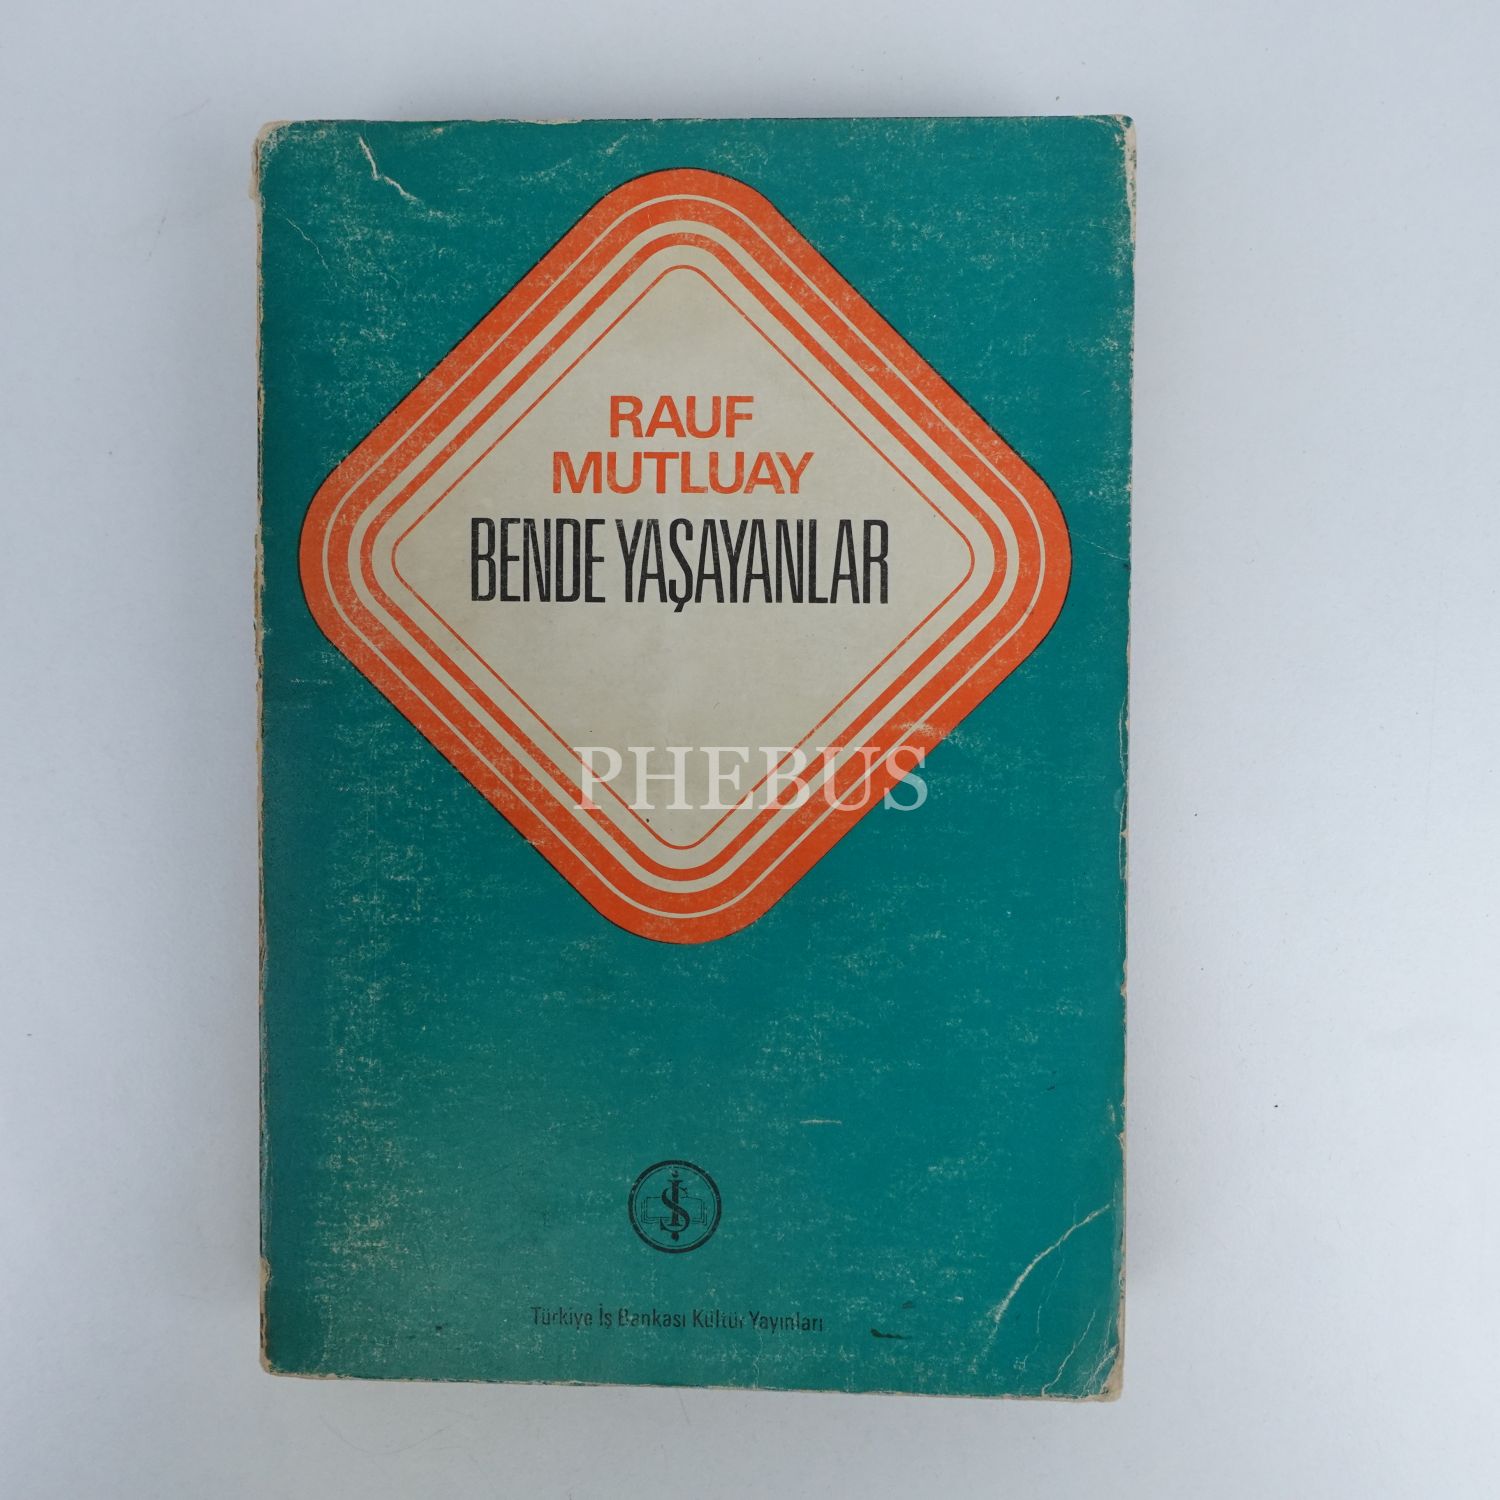 RAUF
MUTLUAY
BENDE YAŞAYANLAR
PHEBUS
İŞ
Türkiye İş Bankası Kültür Yayınları